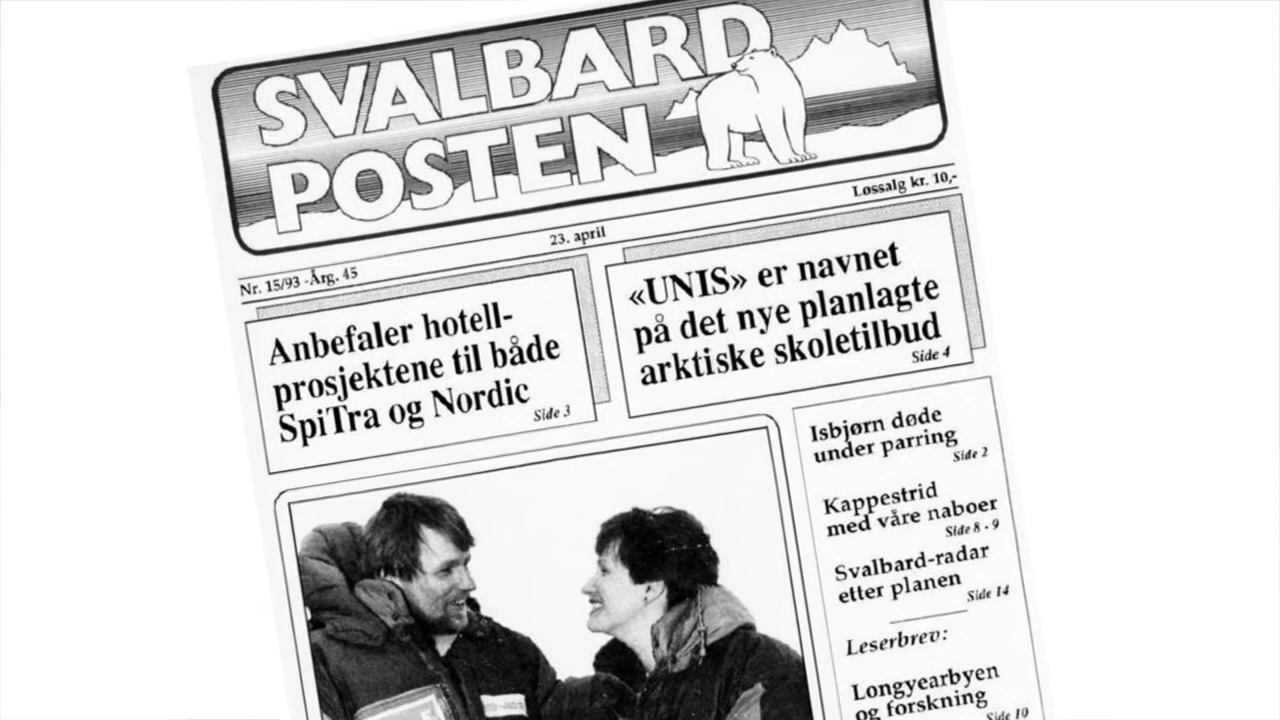 SVALBARD
POSTEN
Løssalg kr. 10,-
23. april
Nr. 15/93 -Årg. 45
Anbefaler hotell-
prosjektene til både
SpiTra og Nordic
Side 3
«UNIS» er navnet
på det nye planlagte
arktiske skoletilbud
Side 4
Isbjørn døde
under parring
Side 2
Kappestrid
med våre naboer
Side 8 - 9
Svalbard-radar
etter planen
Side 14
Leserbrev:
Longyearbyen
og forskning
Side 10